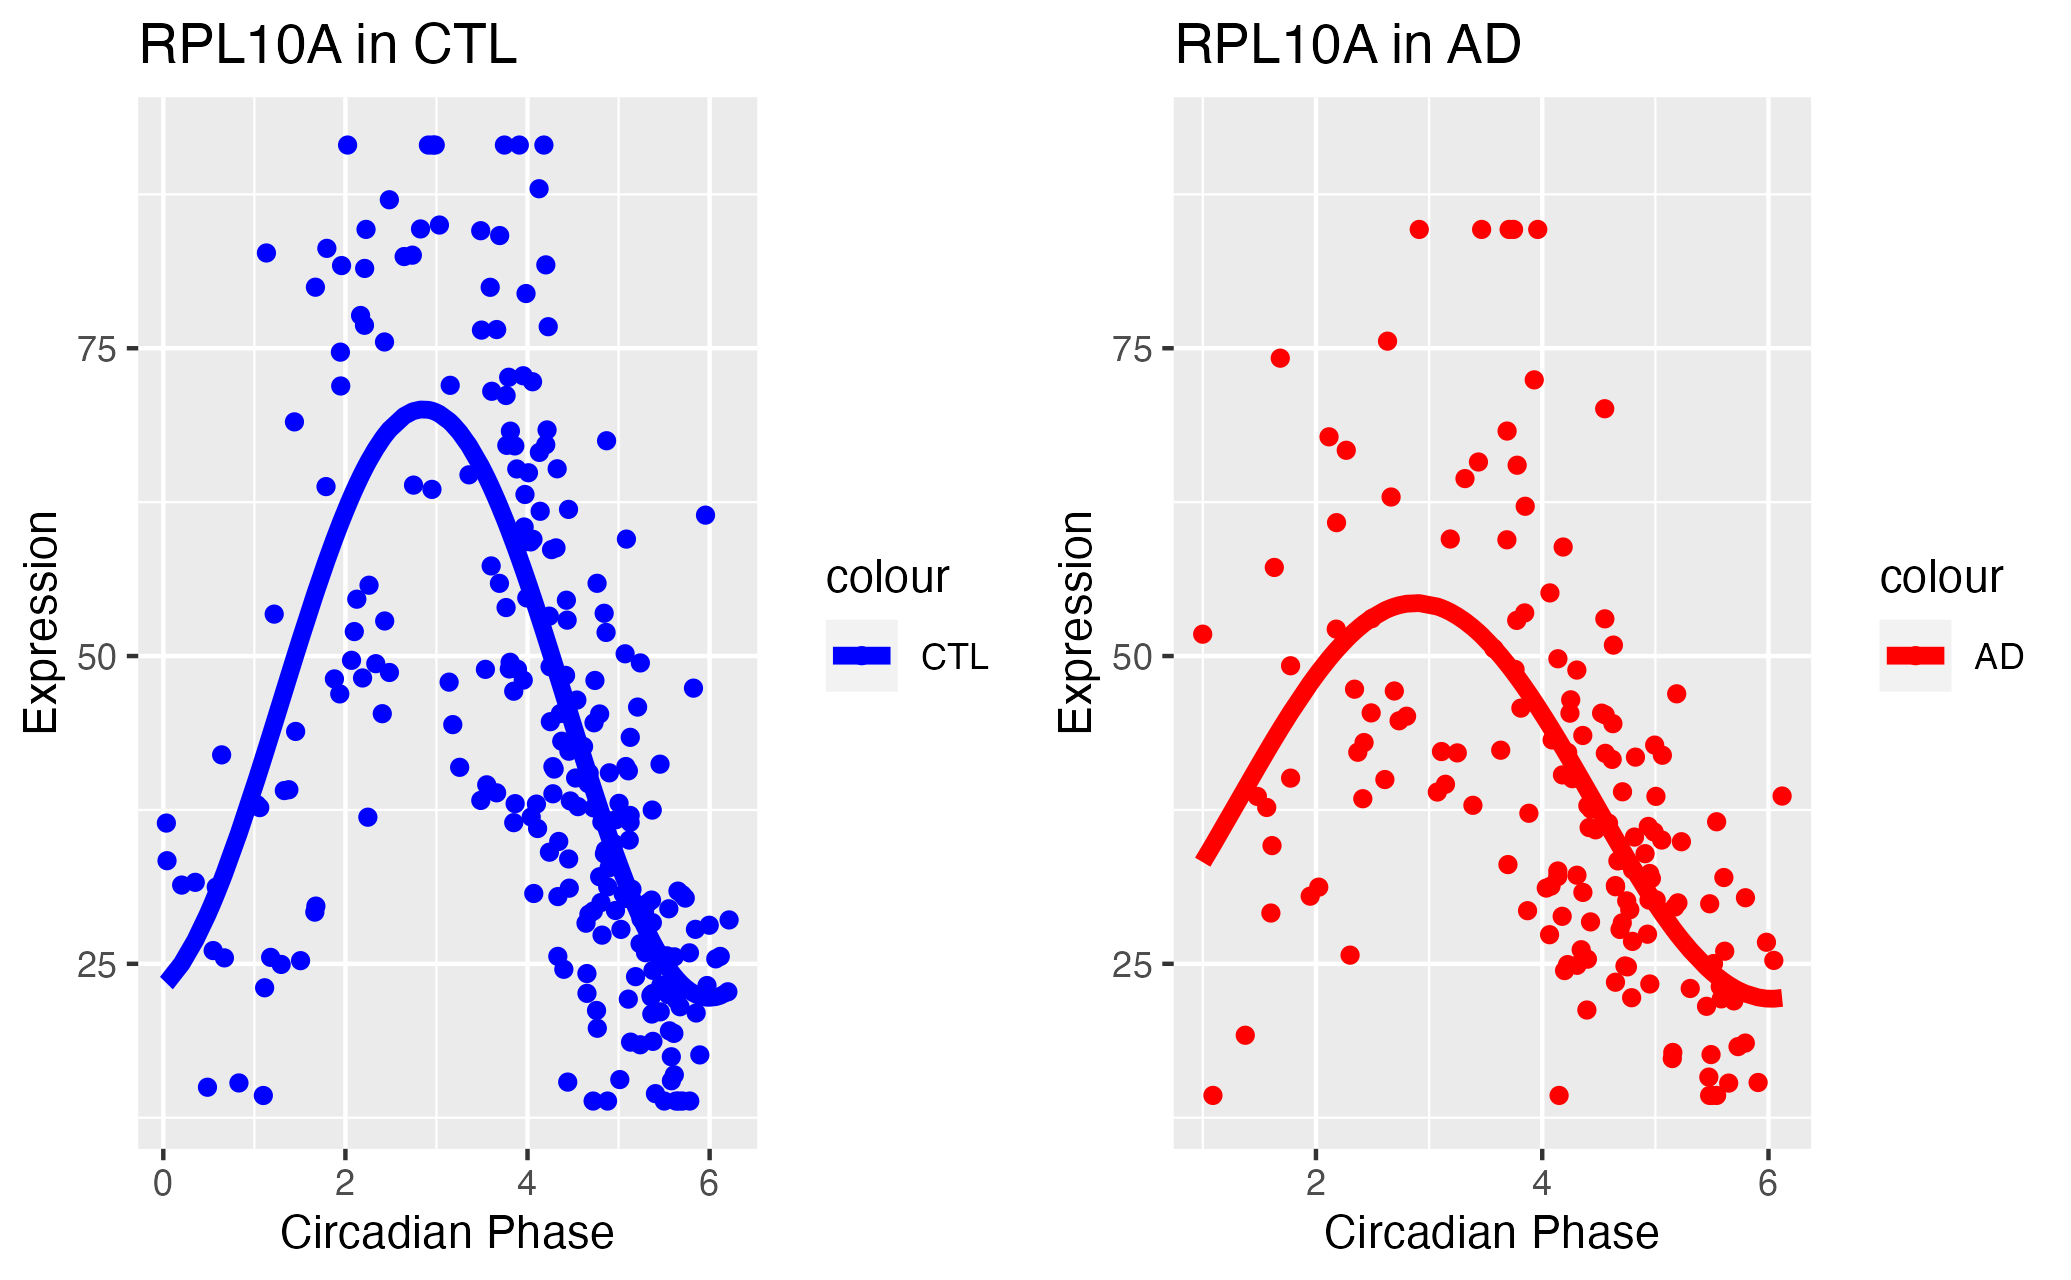 RPL10A in CTL
75
50
25
0
2
4
6
Expression
Circadian Phase
colour
CTL
RPL10A in AD
75
50
25
2
4
6
Expression
Circadian Phase
colour
AD